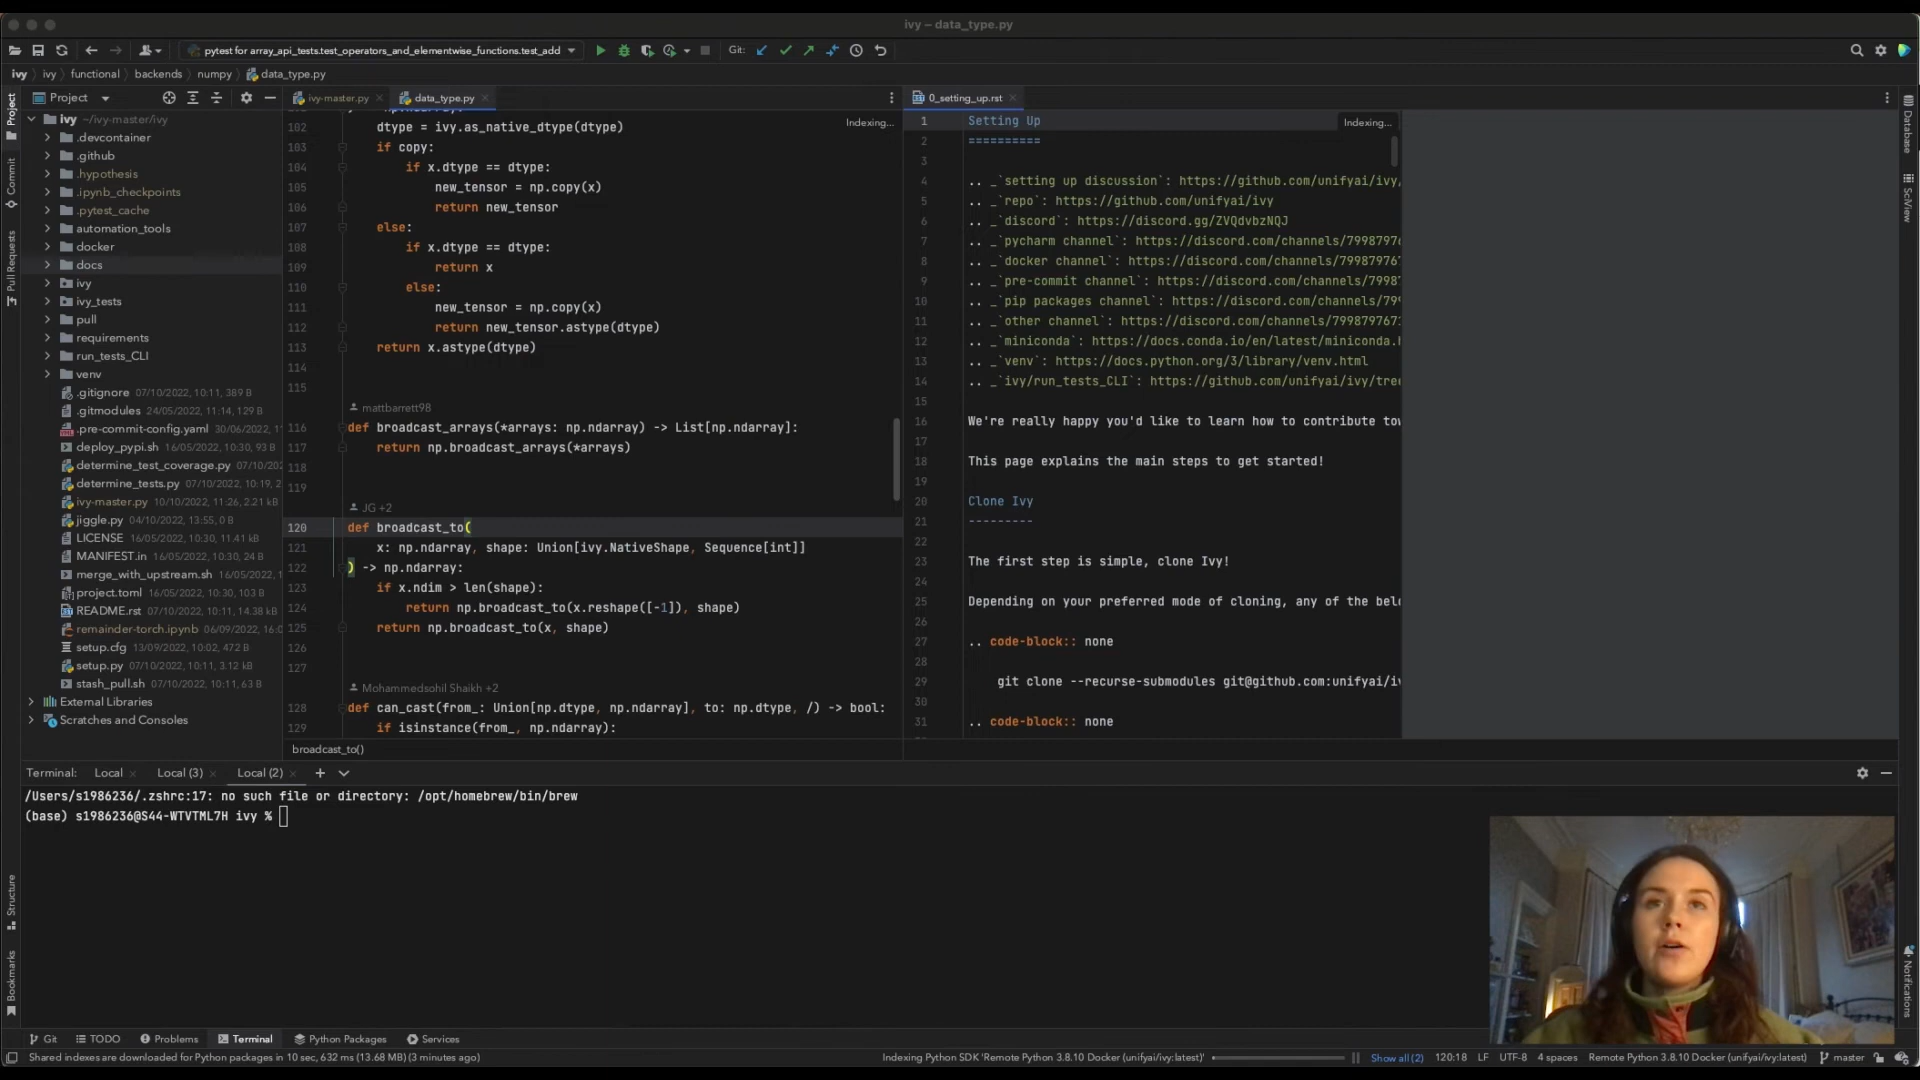 ivy – data_type.py
pytest for array_api_tests.test_operators_and_elementwise_functions.test_add
Git:
ivy
ivy
functional
backends
numpy
data_type.py
Project
ivy-master.py
data_type.py
0_setting_up.rst
Project
Commit
Pull Requests
Structure
Bookmarks
Database
SciView
Notifications
ivy ~/ivy-master/ivy
.devcontainer
.github
.hypothesis
.ipynb_checkpoints
.pytest_cache
automation_tools
docker
docs
ivy
ivy_tests
pull
requirements
run_tests_CLI
venv
.gitignore 07/10/2022, 10:11, 389 B
.gitmodules 24/05/2022, 11:14, 129 B
.pre-commit-config.yaml 30/06/2022, 11:
deploy_pypi.sh 16/05/2022, 10:30, 93 B
determine_test_coverage.py 07/10/202
determine_tests.py 07/10/2022, 10:19, 2
ivy-master.py 10/10/2022, 11:26, 2.21 kB
jiggle.py 04/10/2022, 13:55, 0 B
LICENSE 16/05/2022, 10:30, 11.41 kB
MANIFEST.in 16/05/2022, 10:30, 24 B
merge_with_upstream.sh 16/05/2022, 1
project.toml 16/05/2022, 10:30, 103 B
README.rst 07/10/2022, 10:11, 14.38 kB
remainder-torch.ipynb 06/09/2022, 16:0
setup.cfg 13/09/2022, 10:02, 472 B
setup.py 07/10/2022, 10:11, 3.12 kB
stash_pull.sh 07/10/2022, 10:11, 63 B
External Libraries
Scratches and Consoles
Indexing...
102 dtype = ivy.as_native_dtype(dtype)
103 if copy:
104 if x.dtype == dtype:
105 new_tensor = np.copy(x)
106 return new_tensor
107 else:
108 if x.dtype == dtype:
109 return x
110 else:
111 new_tensor = np.copy(x)
112 return new_tensor.astype(dtype)
113 return x.astype(dtype)
114
115
mattbarrett98
116 def broadcast_arrays(*arrays: np.ndarray) -> List[np.ndarray]:
117 return np.broadcast_arrays(*arrays)
118
119
JG +2
120 def broadcast_to(
121 x: np.ndarray, shape: Union[ivy.NativeShape, Sequence[int]]
122 ) -> np.ndarray:
123 if x.ndim > len(shape):
124 return np.broadcast_to(x.reshape([-1]), shape)
125 return np.broadcast_to(x, shape)
126
127
Mohammedsohil Shaikh +2
128 def can_cast(from_: Union[np.dtype, np.ndarray], to: np.dtype, /) -> bool:
129 if isinstance(from_, np.ndarray):
broadcast_to()
Indexing...
1 Setting Up
2 ==========
3
4 .. _`setting up discussion`: https://github.com/unifyai/ivy/
5 .. _`repo`: https://github.com/unifyai/ivy
6 .. _`discord`: https://discord.gg/ZVQdvbzNQJ
7 .. _`pycharm channel`: https://discord.com/channels/7998797
8 .. _`docker channel`: https://discord.com/channels/79987976
9 .. _`pre-commit channel`: https://discord.com/channels/79987
10 .. _`pip packages channel`: https://discord.com/channels/799
11 .. _`other channel`: https://discord.com/channels/7998797671
12 .. _`miniconda`: https://docs.conda.io/en/latest/miniconda.h
13 .. _`venv`: https://docs.python.org/3/library/venv.html
14 .. _`ivy/run_tests_CLI`: https://github.com/unifyai/ivy/tree
15
16 We're really happy you'd like to learn how to contribute tow
17
18 This page explains the main steps to get started!
19
20 Clone Ivy
21 ---------
22
23 The first step is simple, clone Ivy!
24
25 Depending on your preferred mode of cloning, any of the belo
26
27 .. code-block:: none
28
29 git clone --recurse-submodules git@github.com:unifyai/iv
30
31 .. code-block:: none
Terminal:
Local
Local (3)
Local (2)
/Users/s1986236/.zshrc:17: no such file or directory: /opt/homebrew/bin/brew
(base) s1986236@S44-WTVTML7H ivy %
Git
TODO
Problems
Terminal
Python Packages
Services
Shared indexes are downloaded for Python packages in 10 sec, 632 ms (13.68 MB) (3 minutes ago)
Indexing Python SDK 'Remote Python 3.8.10 Docker (unifyai/ivy:latest)'
Show all (2)
120:18
LF
UTF-8
4 spaces
Remote Python 3.8.10 Docker (unifyai/ivy:latest)
master